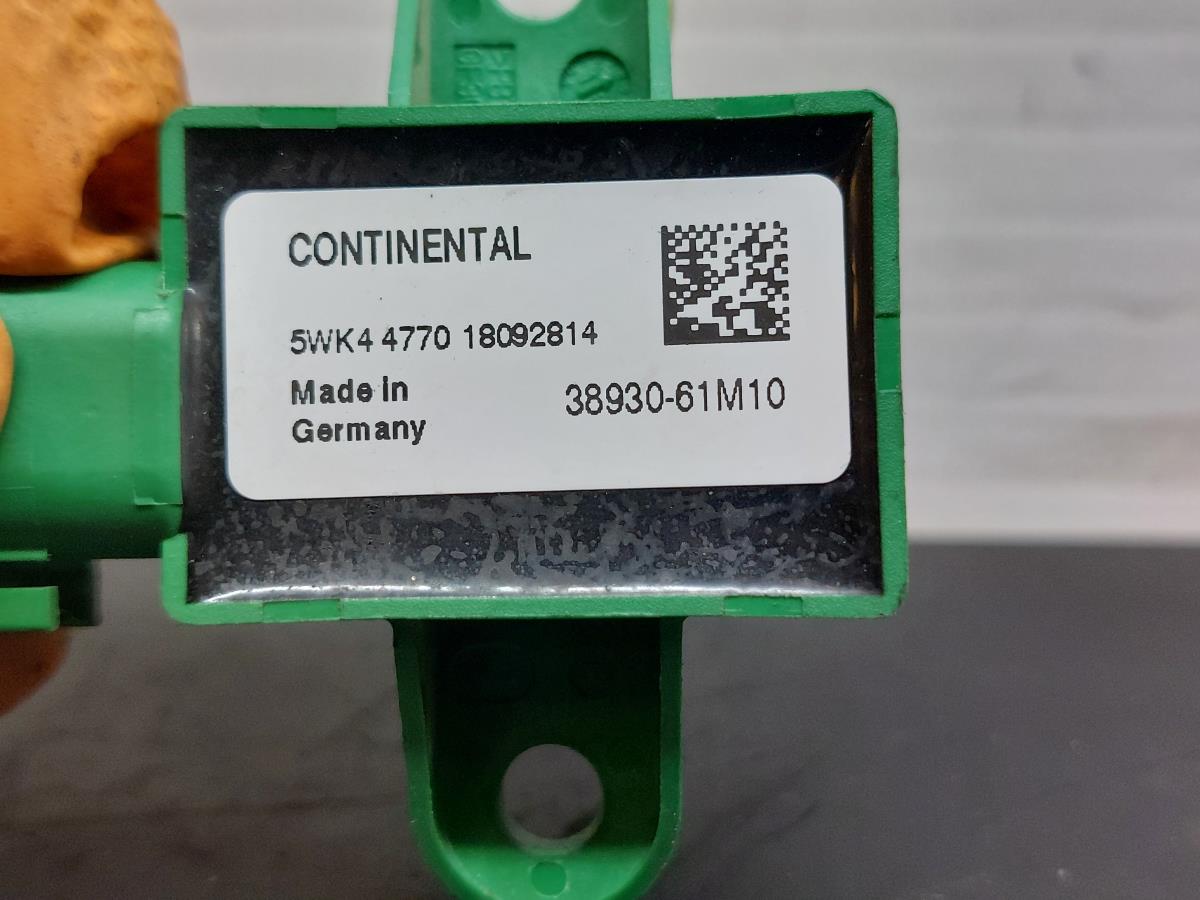 CONTINENTAL
5WK4 4770 18092814
Made in
Germany
38930-61M10